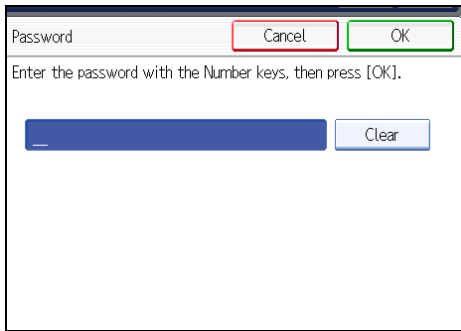 Password Cancel OK
Enter the password with the Number keys, then press [OK].
Clear